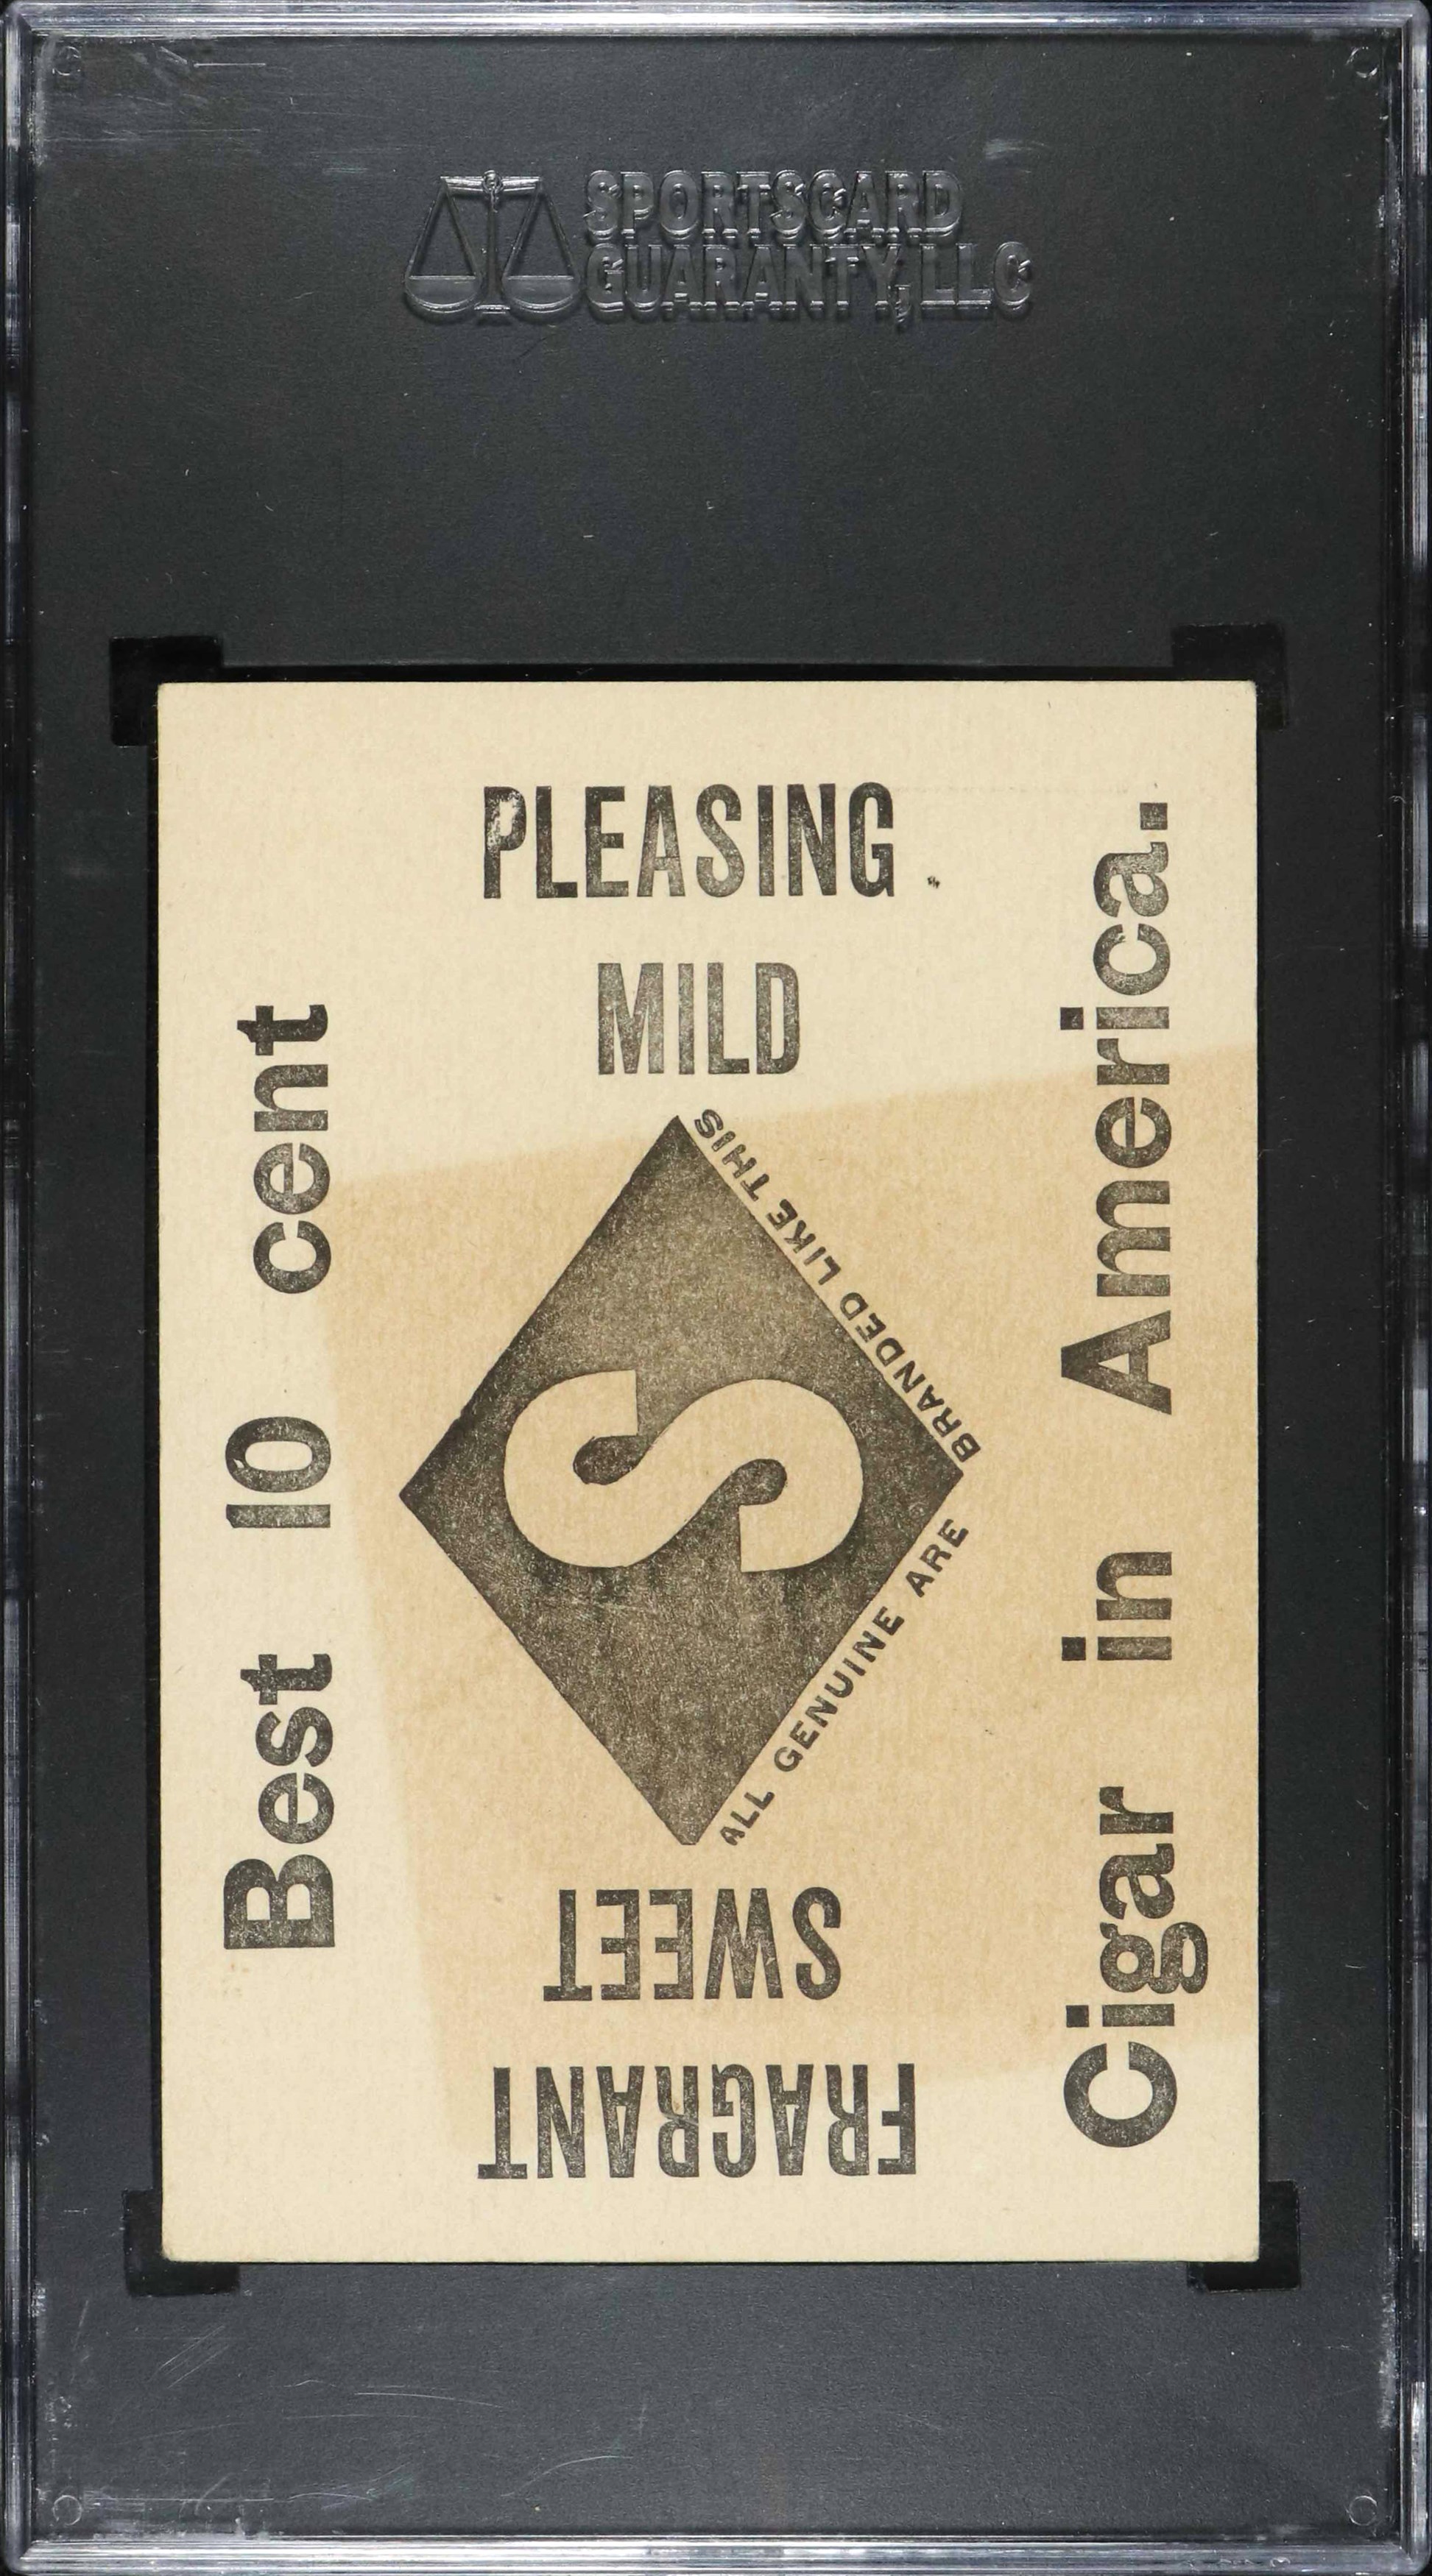 SPORTSCARD
GUARANTY, LLC
Best 10 cent
PLEASING
MILD
S
ALL GENUINE ARE
BRANDED LIKE THIS
SWEET
FRAGRANT
Cigar in America.